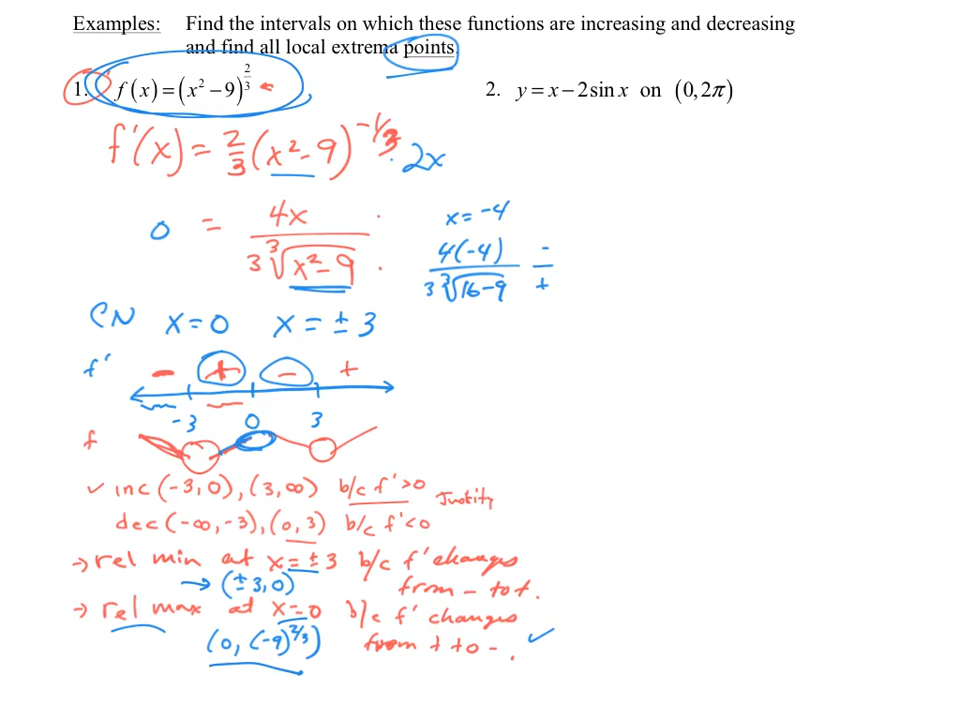 Examples: Find the intervals on which these functions are increasing and decreasing
and find all local extrema points.
1. f(x) = (x² − 9)^(2/3)
2. y = x − 2 sin x on (0, 2π)
f'(x) = 2/3 (x² − 9)^(−1/3) · 2x
0 = 4x / 3∛(x² − 9)
x = −4
4(−4) / 3∛(16 − 9) − / +
CN x = 0 x = ± 3
f' − + − +
−3 0 3
f
✓ inc (−3, 0), (3, ∞) b/c f' > 0 Justify
dec (−∞, −3), (0, 3) b/c f' < 0
→ rel min at x = ± 3 b/c f' changes
from − to +.
→ (± 3, 0)
→ rel max at x = 0 b/c f' changes
from + to − . ✓
(0, (−9)^(2/3))